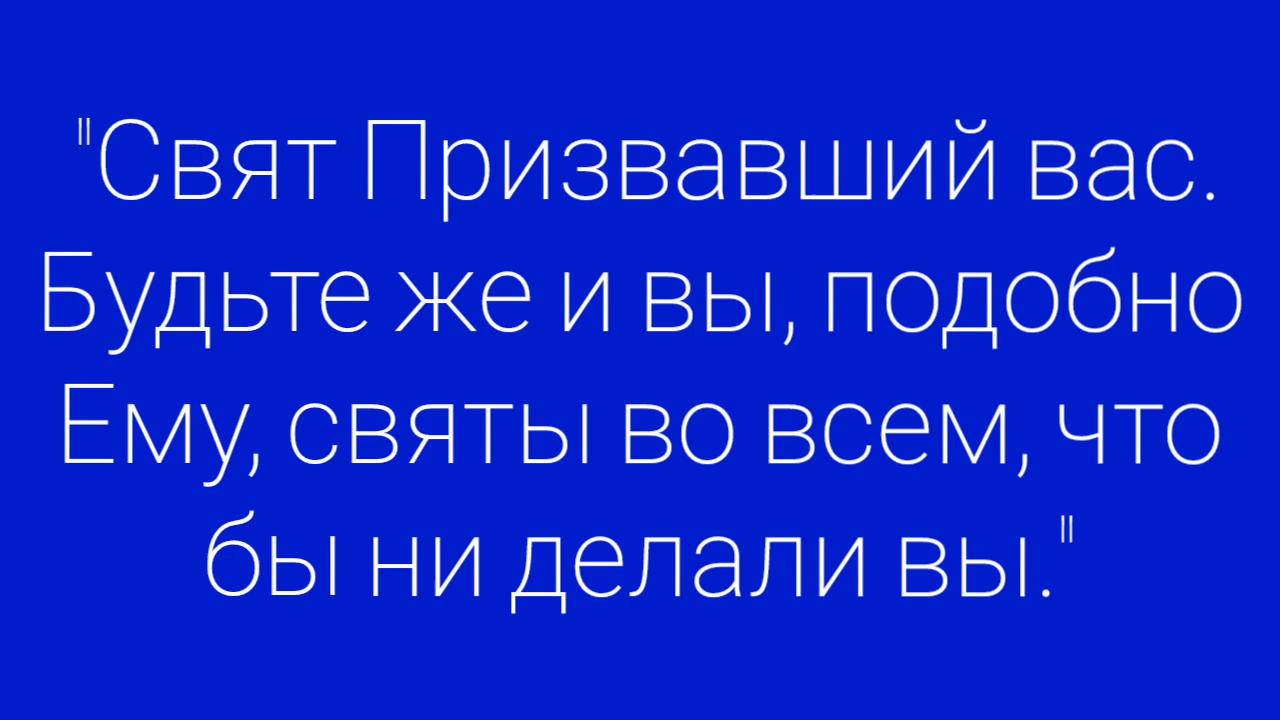 "Свят Призвавший вас.
Будьте же и вы, подобно
Ему, святы во всем, что
бы ни делали вы."